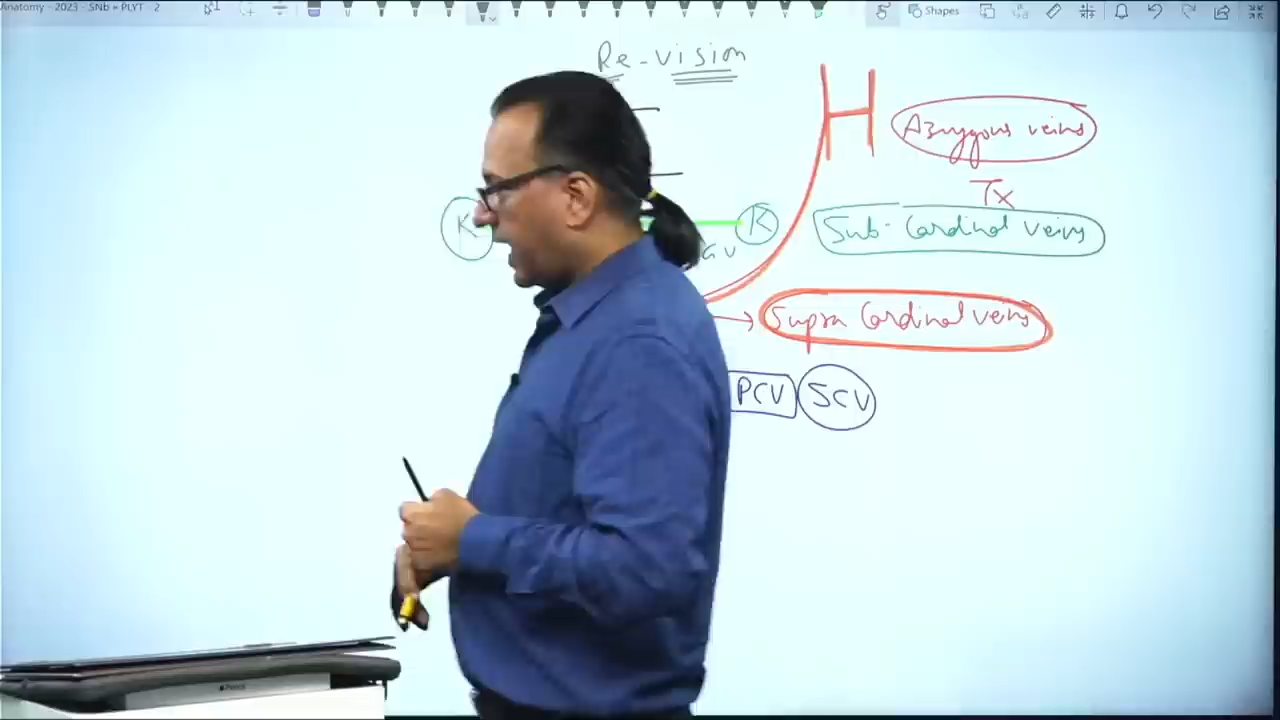 Anatomy - 2023 - SNb = PLYT 2
Shapes
Re-vision
H
Azygous veins
Tx
K K
Sub-Cardinal veins
GV
Supra Cardinal veins
PCV SCV